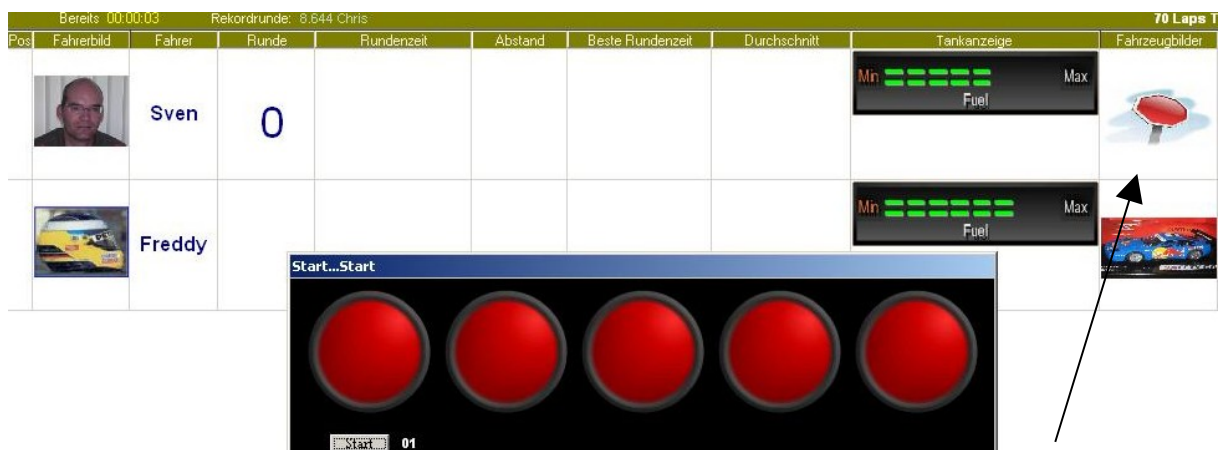 Bereits 00:00:03 Rekordrunde: 8.644 Chris 70 Laps T
Pos Fahrerbild Fahrer Runde Rundenzeit Abstand Beste Rundenzeit Durchschnitt Tankanzeige Fahrzeugbilder
Min Max
Fuel
Sven 0
Min Max
Fuel
Freddy
Start...Start
Start 01